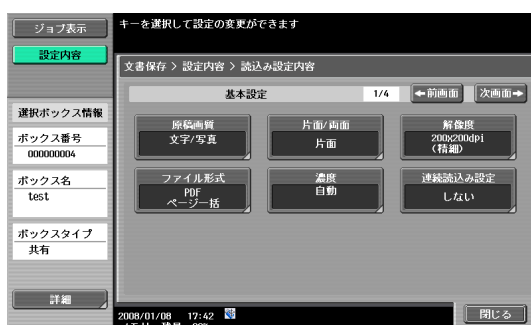 ジョブ表示
キーを選択して設定の変更ができます
設定内容
文書保存 > 設定内容 > 読込み設定内容
基本設定
1/4
←前画面
次画面→
選択ボックス情報
ボックス番号
000000004
ボックス名
test
ボックスタイプ
共有
詳細
原稿画質
文字/写真
片面/両面
片面
解像度
200x200dpi
(精細)
ファイル形式
PDF
ページ一括
濃度
自動
連続読込み設定
しない
2008/01/08 17:42
閉じる